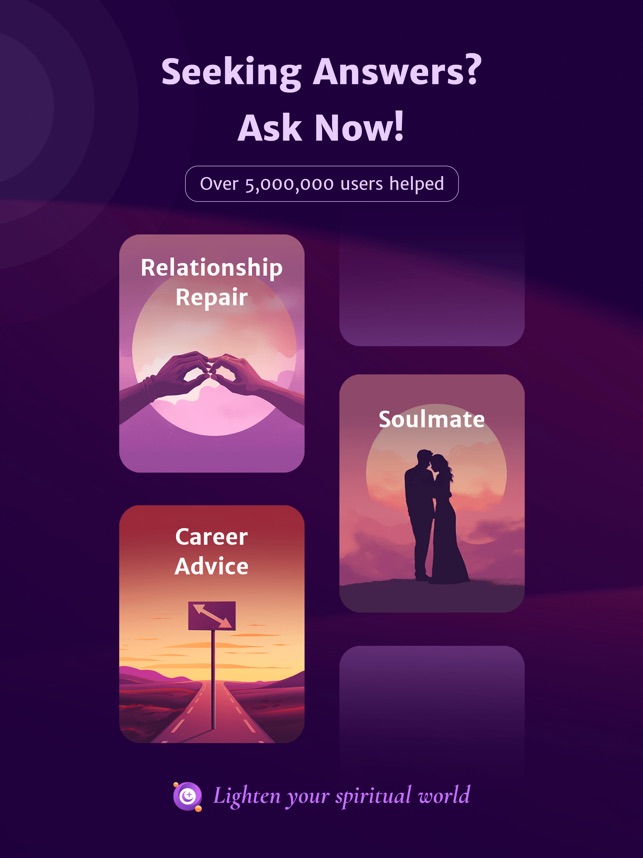 Seeking Answers?
Ask Now!
Over 5,000,000 users helped
Relationship
Repair
Soulmate
Career
Advice
Lighten your spiritual world